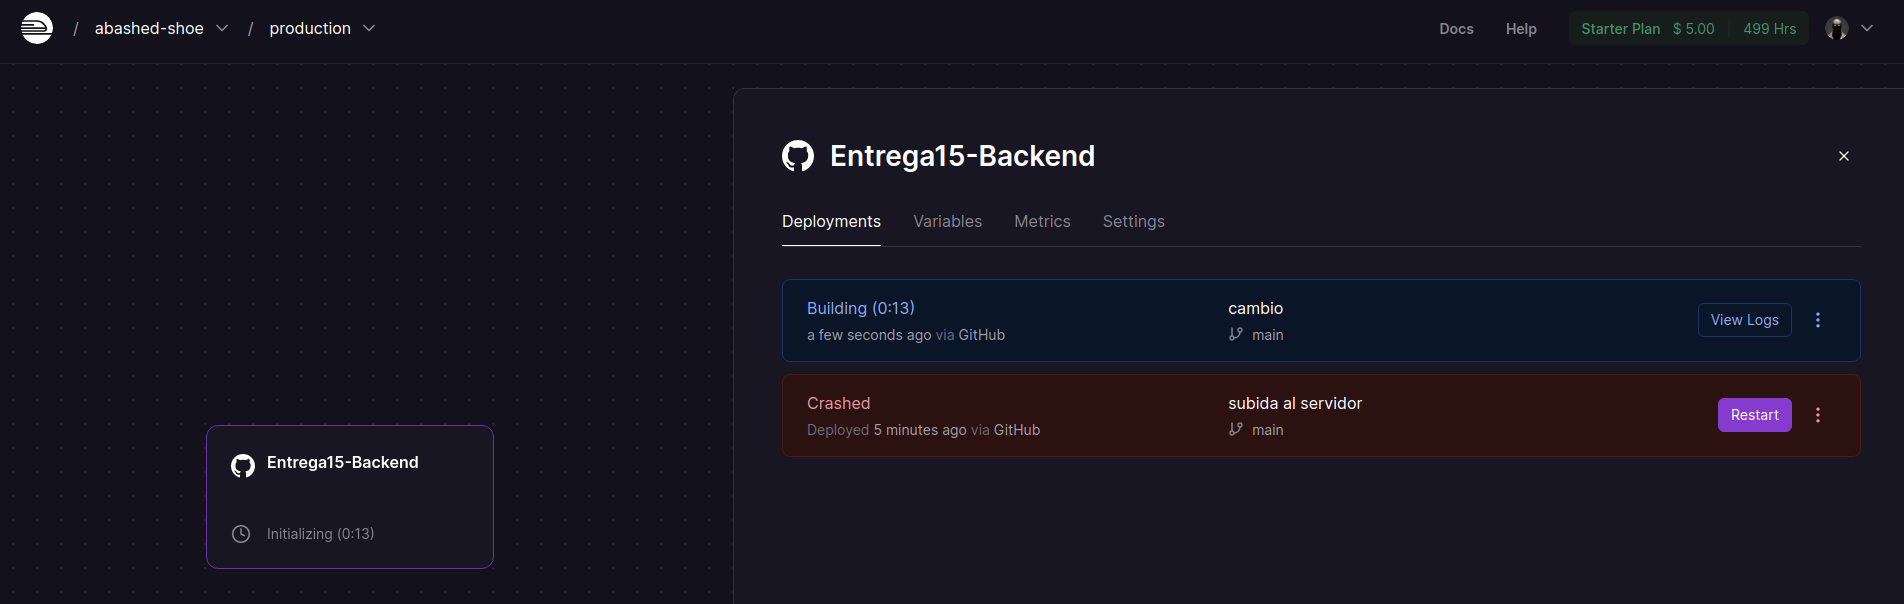 / abashed-shoe / production Docs Help Starter Plan $ 5.00 499 Hrs
Entrega15-Backend
Deployments Variables Metrics Settings
Building (0:13)
a few seconds ago via GitHub
cambio
main
View Logs
Crashed
Deployed 5 minutes ago via GitHub
subida al servidor
main
Restart
Entrega15-Backend
Initializing (0:13)